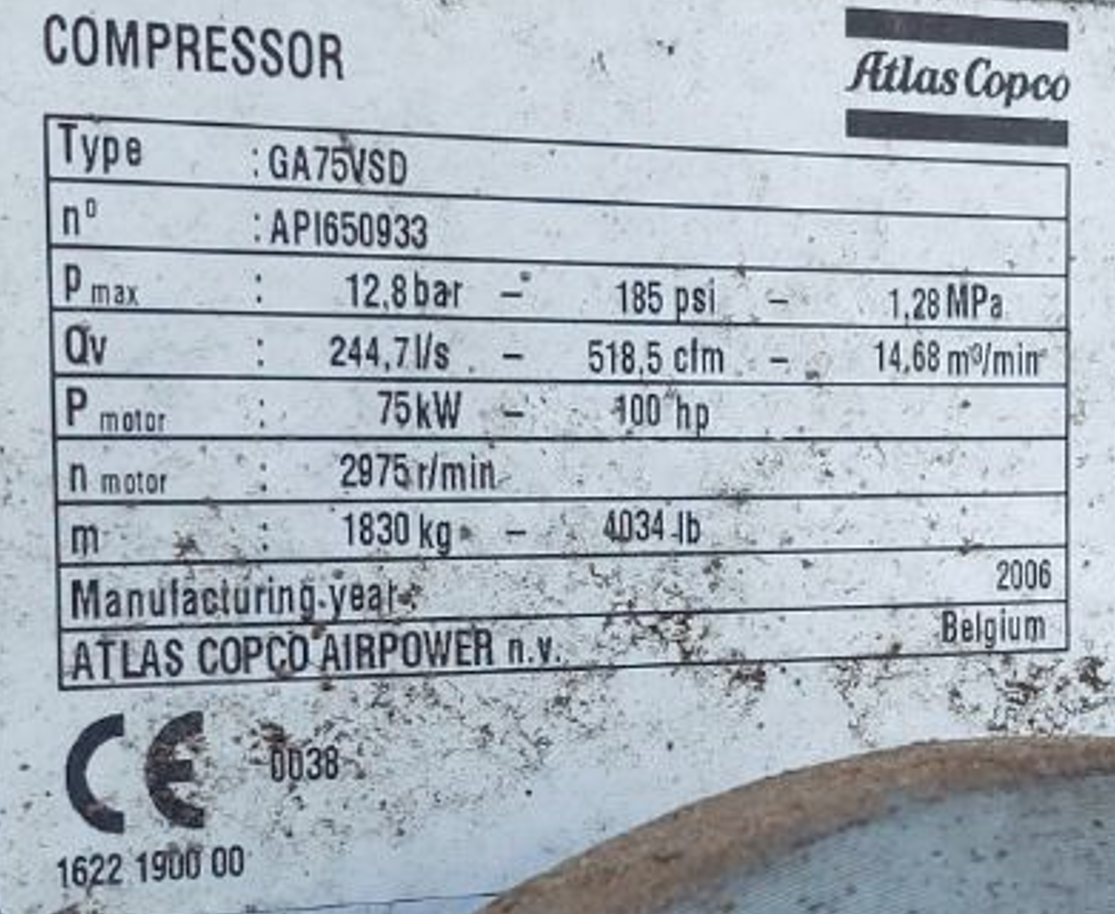 COMPRESSOR
Atlas Copco
Type : GA75VSD
n° : API650933
P max : 12,8 bar - 185 psi - 1,28 MPa
Qv : 244,7 l/s - 518,5 cfm - 14,68 m³/min
P motor : 75 kW - 100 hp
n motor : 2975 r/min
m : 1830 kg - 4034 lb
Manufacturing year : 2006
ATLAS COPCO AIRPOWER n.v. Belgium
CE 0038
1622 1900 00